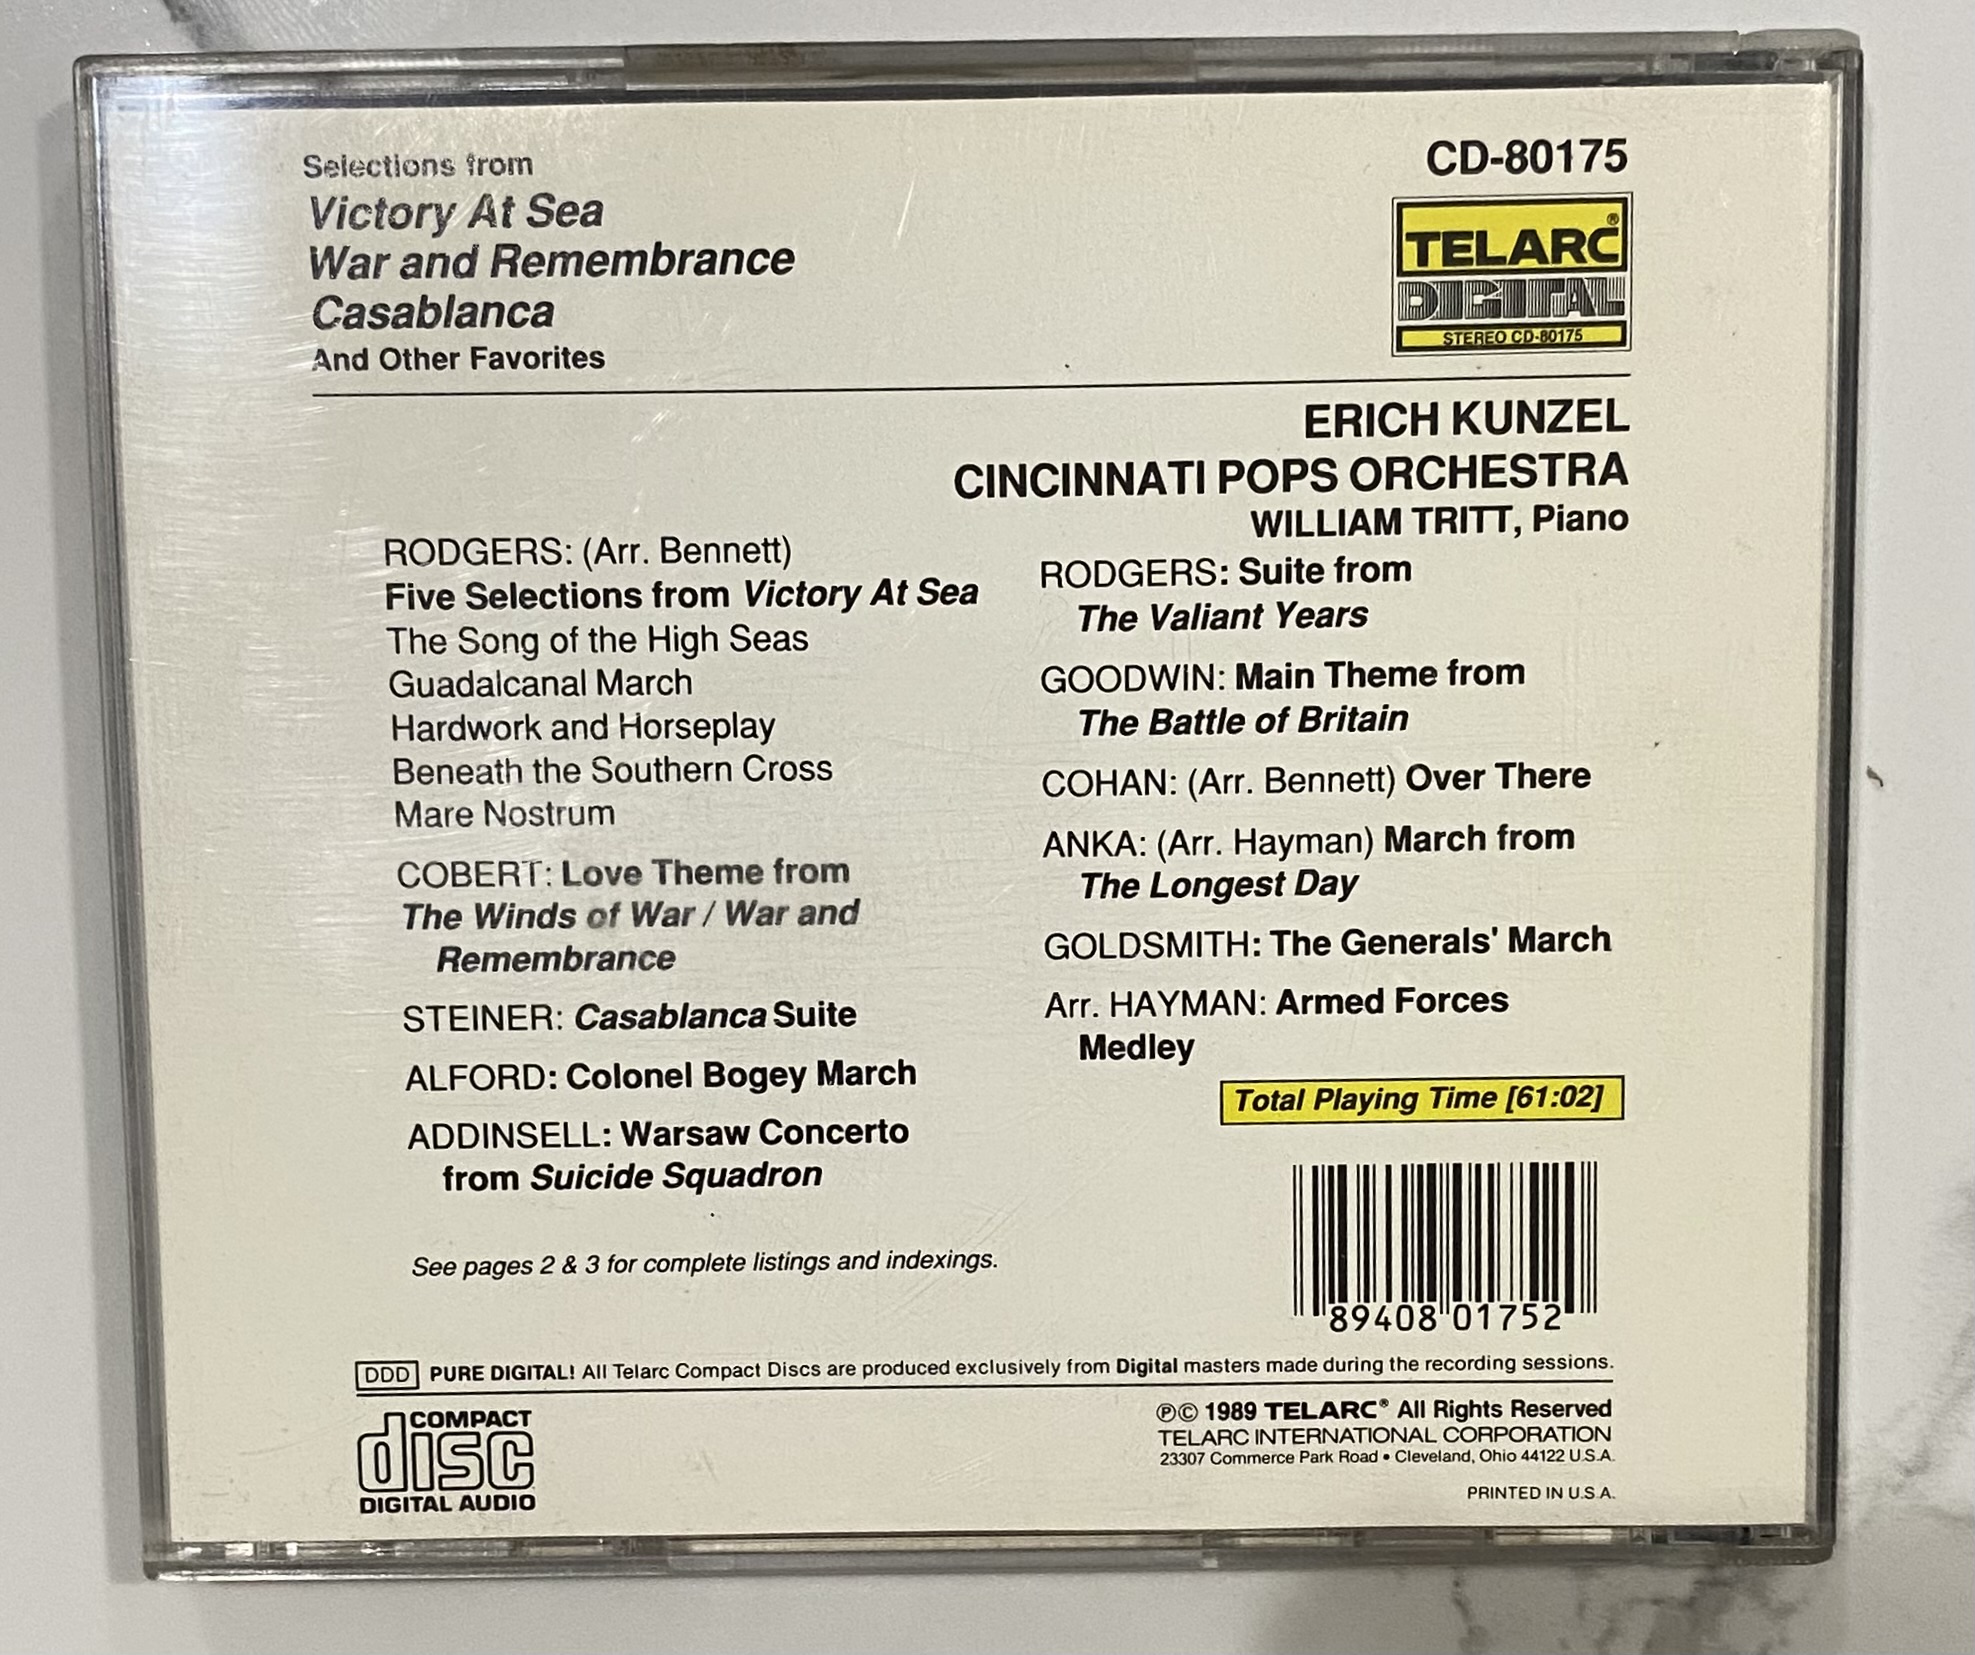 Selections from
Victory At Sea
War and Remembrance
Casablanca
And Other Favorites
CD-80175
TELARC®
DIGITAL
STEREO CD-80175
ERICH KUNZEL
CINCINNATI POPS ORCHESTRA
WILLIAM TRITT, Piano
RODGERS: (Arr. Bennett)
Five Selections from Victory At Sea
The Song of the High Seas
Guadalcanal March
Hardwork and Horseplay
Beneath the Southern Cross
Mare Nostrum
COBERT: Love Theme from
The Winds of War / War and
Remembrance
STEINER: Casablanca Suite
ALFORD: Colonel Bogey March
ADDINSELL: Warsaw Concerto
from Suicide Squadron
See pages 2 & 3 for complete listings and indexings.
RODGERS: Suite from
The Valiant Years
GOODWIN: Main Theme from
The Battle of Britain
COHAN: (Arr. Bennett) Over There
ANKA: (Arr. Hayman) March from
The Longest Day
GOLDSMITH: The Generals' March
Arr. HAYMAN: Armed Forces
Medley
Total Playing Time [61:02]
89408 01752
DDD PURE DIGITAL! All Telarc Compact Discs are produced exclusively from Digital masters made during the recording sessions.
COMPACT
disc
DIGITAL AUDIO
℗© 1989 TELARC® All Rights Reserved
TELARC INTERNATIONAL CORPORATION
23307 Commerce Park Road • Cleveland, Ohio 44122 U.S.A.
PRINTED IN U.S.A.